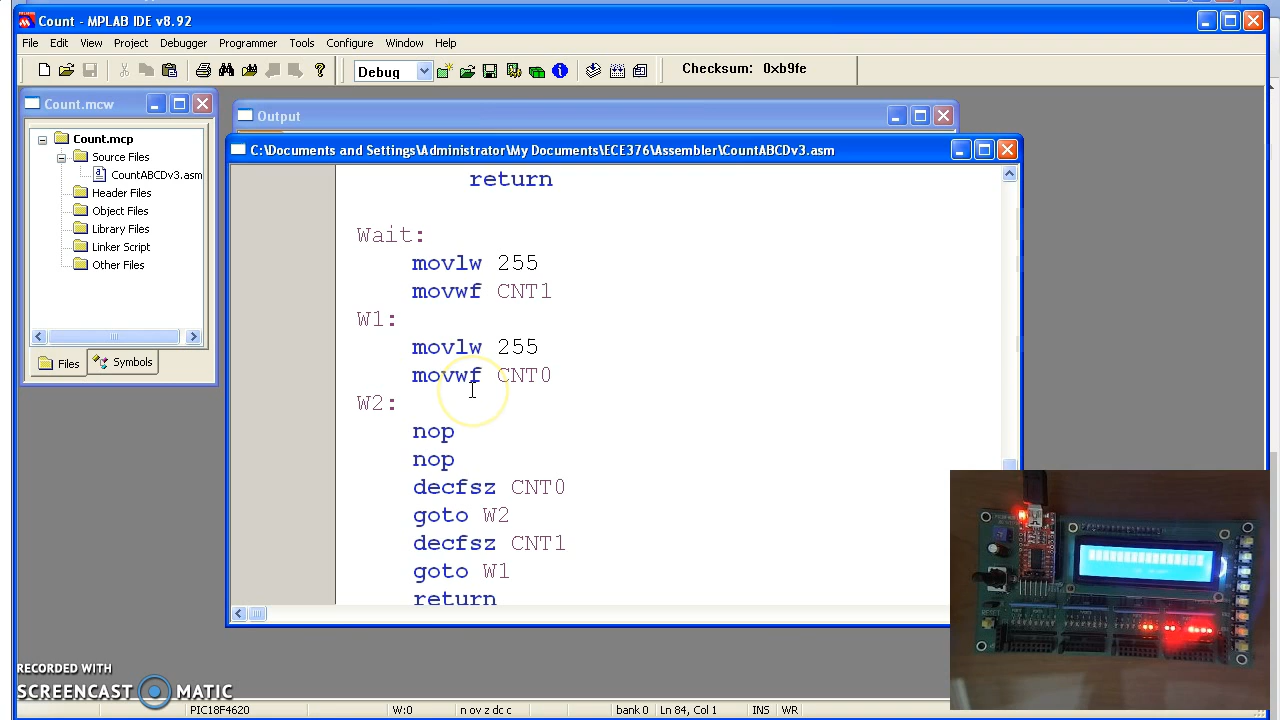 Count - MPLAB IDE v8.92
File Edit View Project Debugger Programmer Tools Configure Window Help
Debug
Checksum: 0xb9fe
Count.mcw
Count.mcp
Source Files
CountABCDv3.asm
Header Files
Object Files
Library Files
Linker Script
Other Files
Files
Symbols
Output
C:\Documents and Settings\Administrator\My Documents\ECE376\Assembler\CountABCDv3.asm
return
Wait:
movlw 255
movwf CNT1
W1:
movlw 255
movwf CNT0
W2:
nop
nop
decfsz CNT0
goto W2
decfsz CNT1
goto W1
return
RESET
RECORDED WITH
SCREENCAST MATIC
PIC18F4620 W:0 n ov z dc c bank 0 Ln 84, Col 1 INS WR